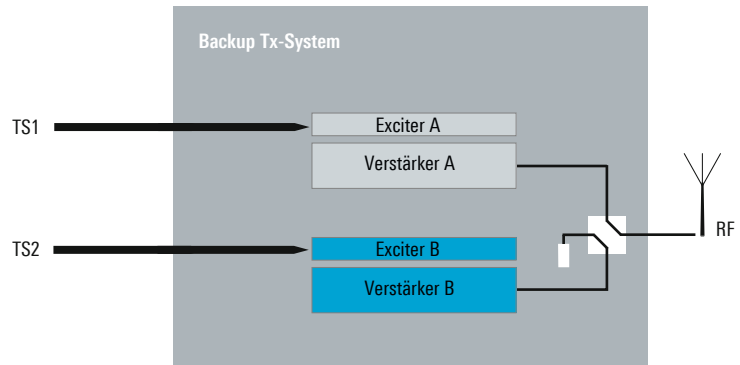 Backup Tx-System
TS1
Exciter A
Verstärker A
RF
TS2
Exciter B
Verstärker B